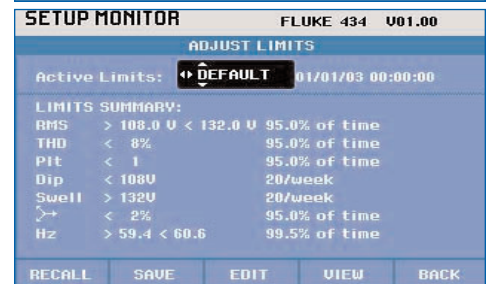 SETUP MONITOR FLUKE 434 V01.00
ADJUST LIMITS
Active Limits: DEFAULT 01/01/03 00:00:00
LIMITS SUMMARY:
RMS > 108.0 V < 132.0 V 95.0% of time
THD < 8% 95.0% of time
Plt < 1 95.0% of time
Dip < 108V 20/week
Swell > 132V 20/week
< 2% 95.0% of time
Hz > 59.4 < 60.6 99.5% of time
RECALL SAVE EDIT VIEW BACK